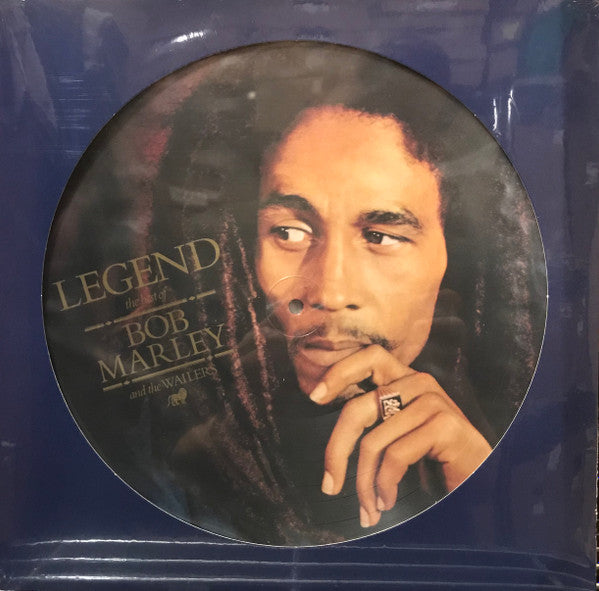 LEGEND
the best of
BOB
MARLEY
and the WAILERS